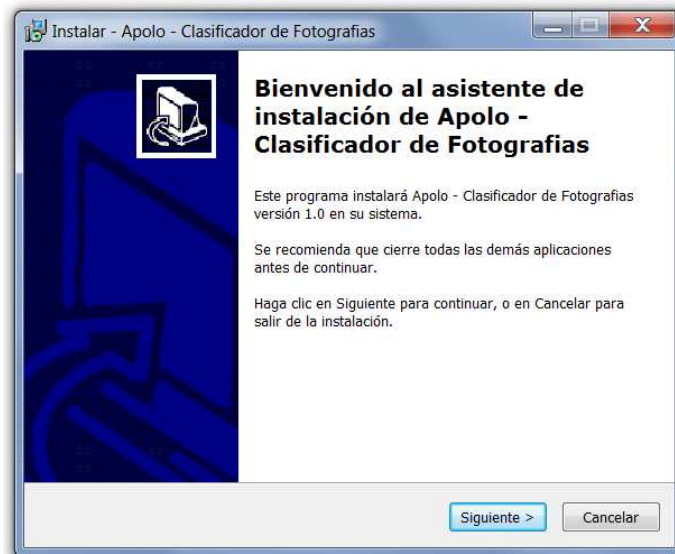 Instalar - Apolo - Clasificador de Fotografias
Bienvenido al asistente de
instalación de Apolo -
Clasificador de Fotografias
Este programa instalará Apolo - Clasificador de Fotografias
versión 1.0 en su sistema.
Se recomienda que cierre todas las demás aplicaciones
antes de continuar.
Haga clic en Siguiente para continuar, o en Cancelar para
salir de la instalación.
Siguiente >
Cancelar